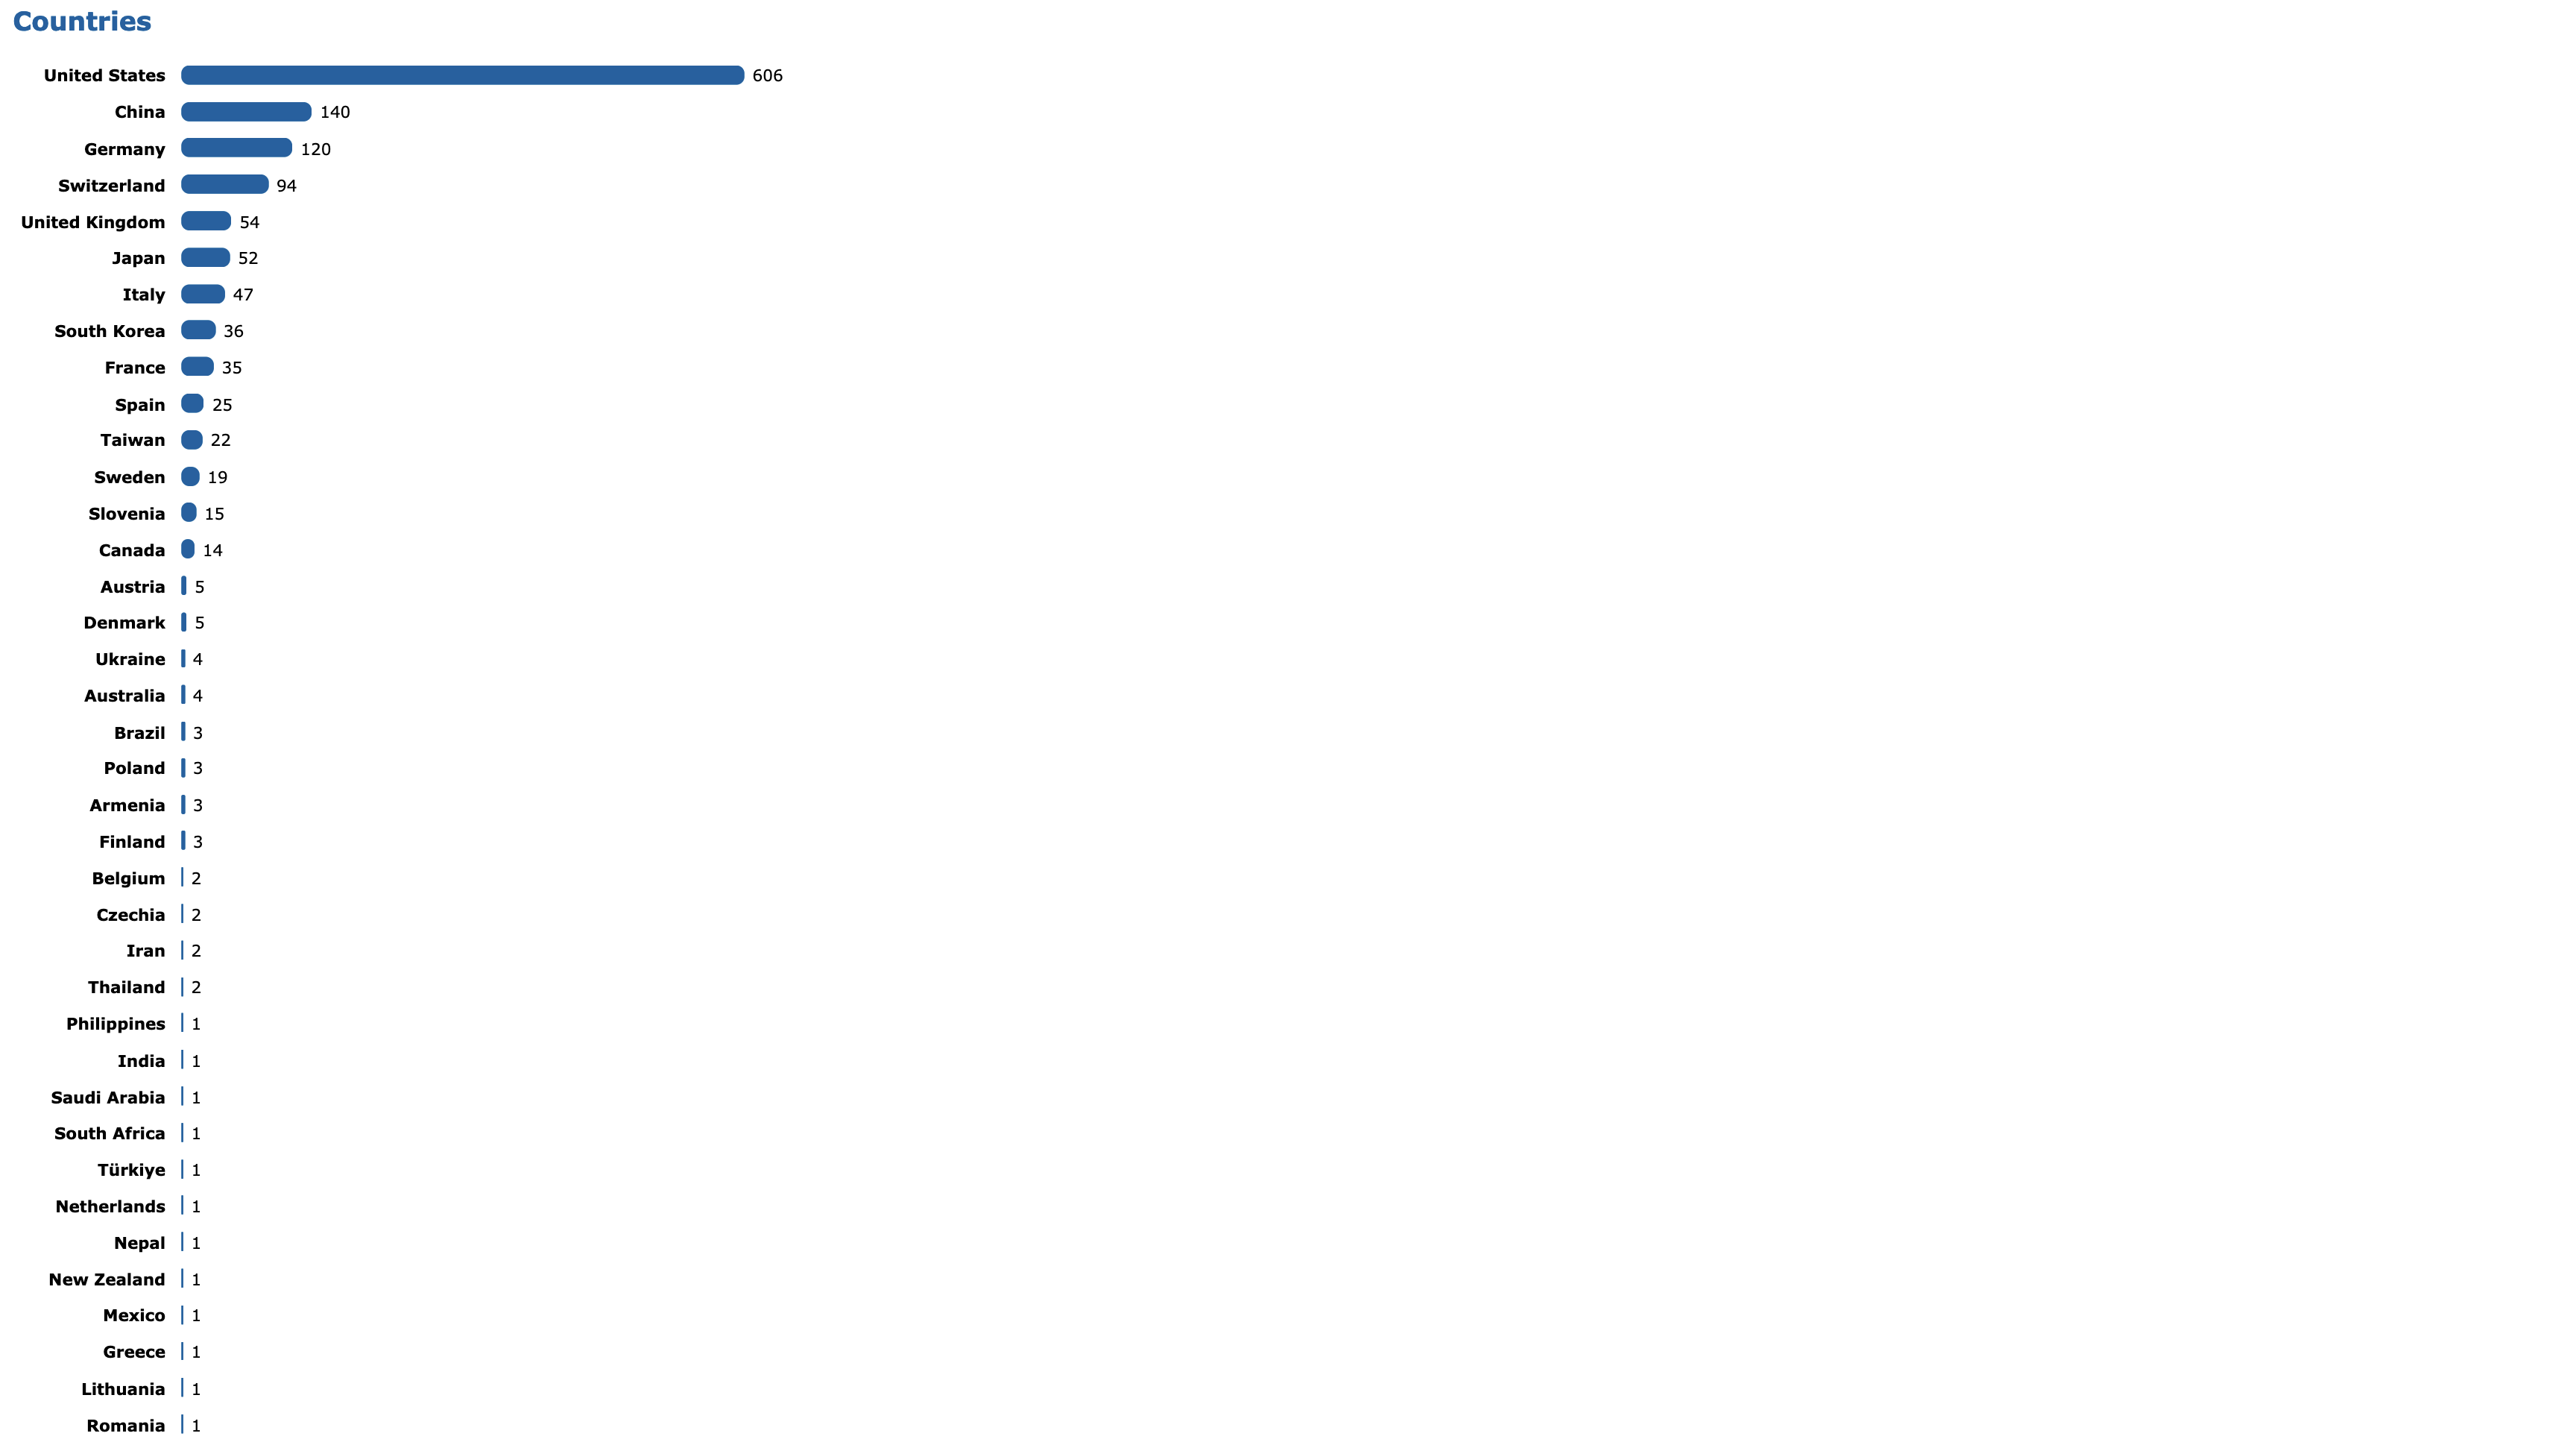 Countries
United States 606
China 140
Germany 120
Switzerland 94
United Kingdom 54
Japan 52
Italy 47
South Korea 36
France 35
Spain 25
Taiwan 22
Sweden 19
Slovenia 15
Canada 14
Austria 5
Denmark 5
Ukraine 4
Australia 4
Brazil 3
Poland 3
Armenia 3
Finland 3
Belgium 2
Czechia 2
Iran 2
Thailand 2
Philippines 1
India 1
Saudi Arabia 1
South Africa 1
Türkiye 1
Netherlands 1
Nepal 1
New Zealand 1
Mexico 1
Greece 1
Lithuania 1
Romania 1